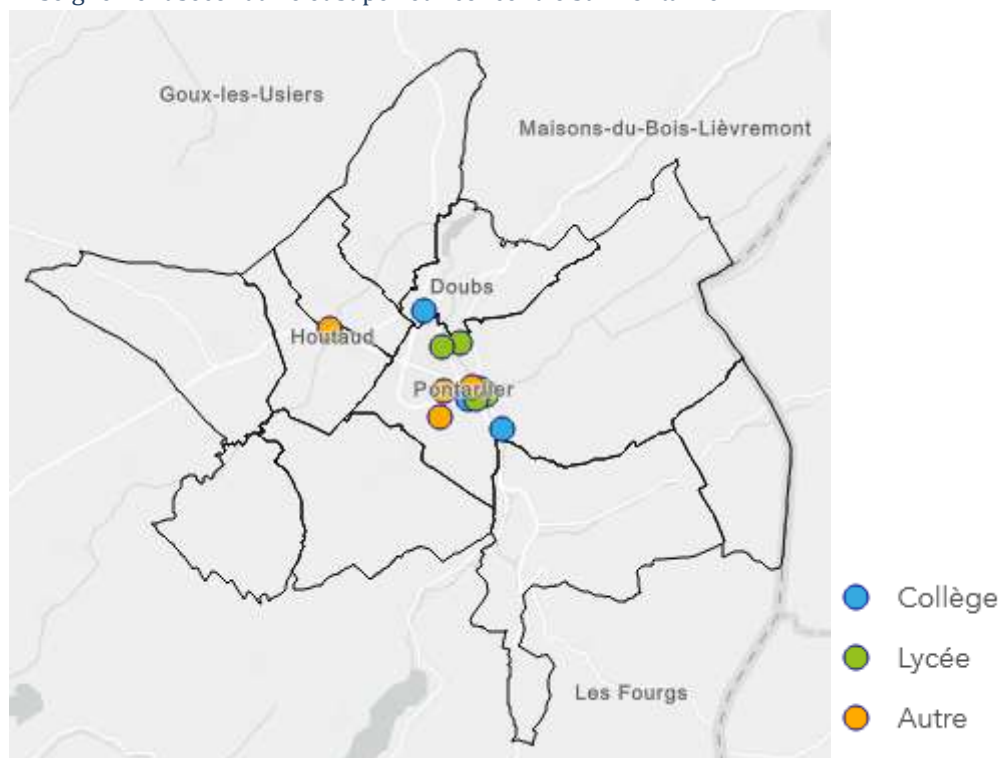 Goux-les-Usiers
Maisons-du-Bois-Lièvremont
Doubs
Houtaud
Pontarlier
Les Fourgs
Collège
Lycée
Autre